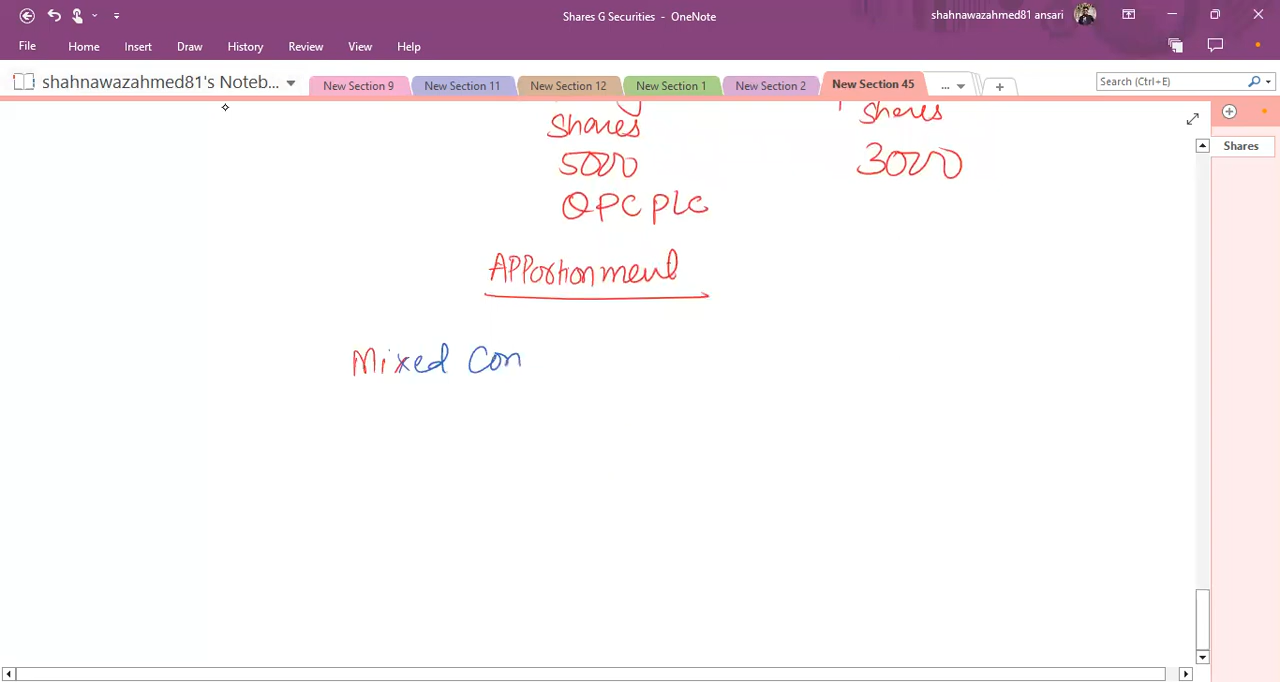 Shares G Securities - OneNote
shahnawazahmed81 ansari
File Home Insert Draw History Review View Help
shahnawazahmed81's Noteb... New Section 9 New Section 11 New Section 12 New Section 1 New Section 2 New Section 45 ... Search (Ctrl+E)
Shares
Shares Shares
5000 3000
QPC PLC
Apportionment
Mixed Con